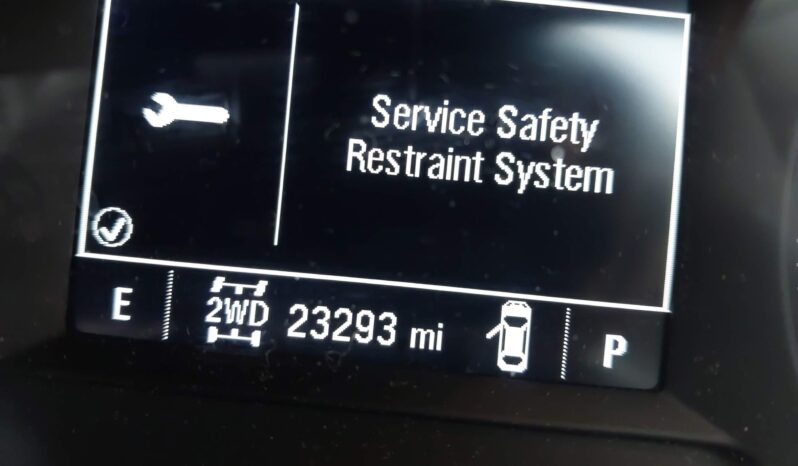 Service Safety
Restraint System
E
2WD
23293 mi
P